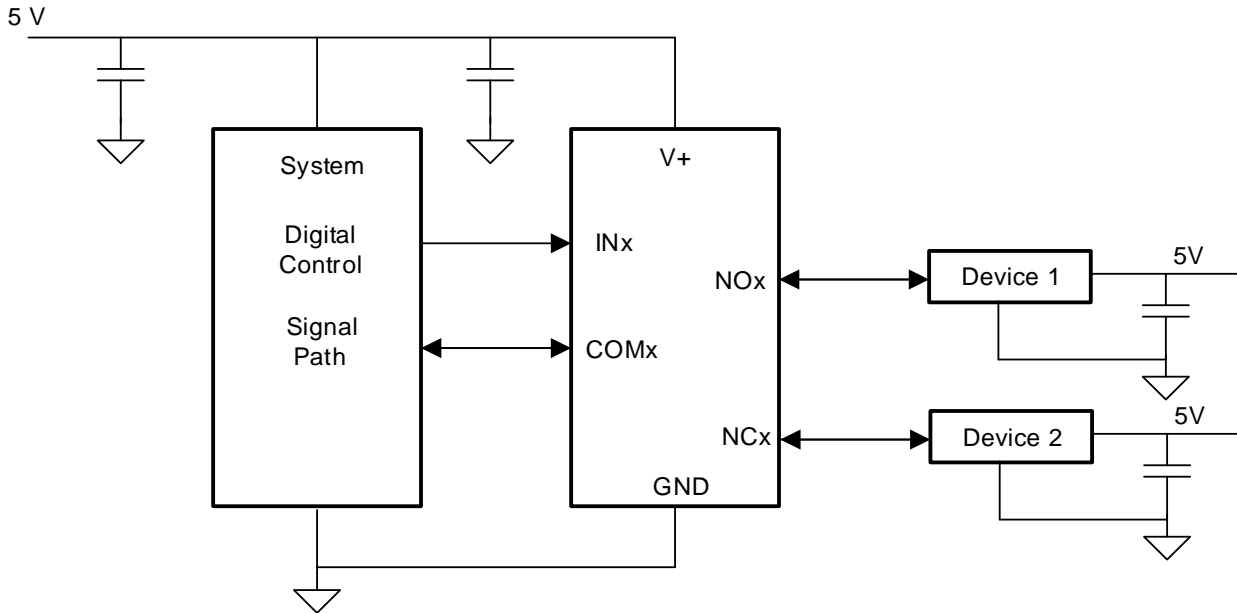 5 V
System
Digital
Control
Signal
Path
V+
INx
COMx
NOx
NCx
GND
Device 1
5V
Device 2
5V